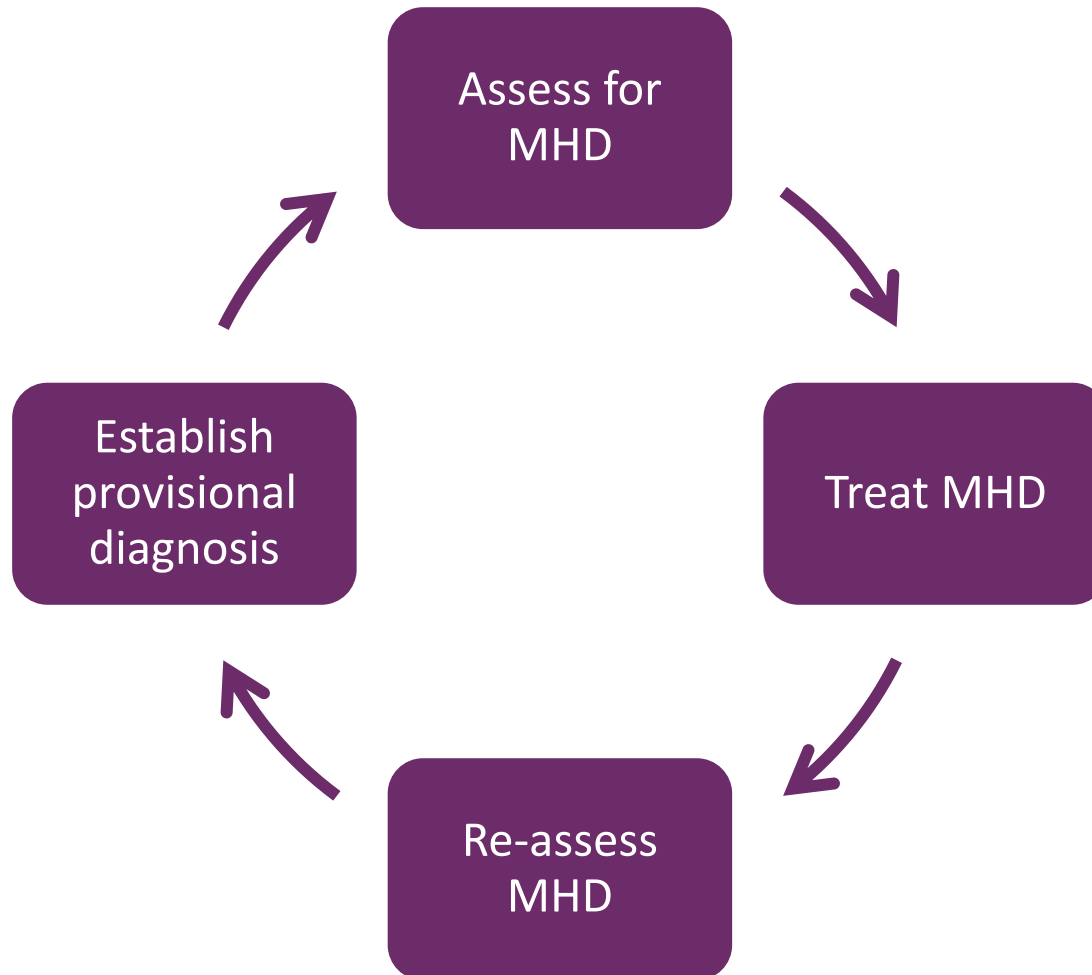 Assess for
MHD
Treat MHD
Re-assess
MHD
Establish
provisional
diagnosis